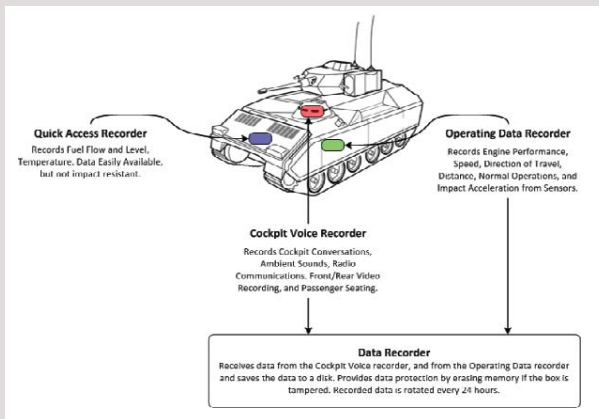 Quick Access Recorder
Records Fuel Flow and Level,
Temperature. Data Easily Available,
but not impact resistant.
Operating Data Recorder
Records Engine Performance,
Speed, Direction of Travel,
Distance, Normal Operations, and
Impact Acceleration from Sensors.
Cockpit Voice Recorder
Records Cockpit Conversations,
Ambient Sounds, Radio
Communications. Front/Rear Video
Recording, and Passenger Seating.
Data Recorder
Receives data from the Cockpit Voice recorder, and from the Operating Data recorder
and saves the data to a disk. Provides data protection by erasing memory if the box is
tampered. Recorded data is rotated every 24 hours.